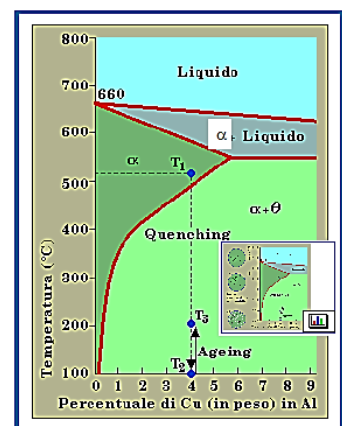 800
Liquido
700
660
600
α+ Liquido
α
T1
500
α+θ
400
Quenching
300
T3
200
Ageing
T2
100
Temperatura (°C)
0 1 2 3 4 5 6 7 8 9
Percentuale di Cu (in peso) in Al